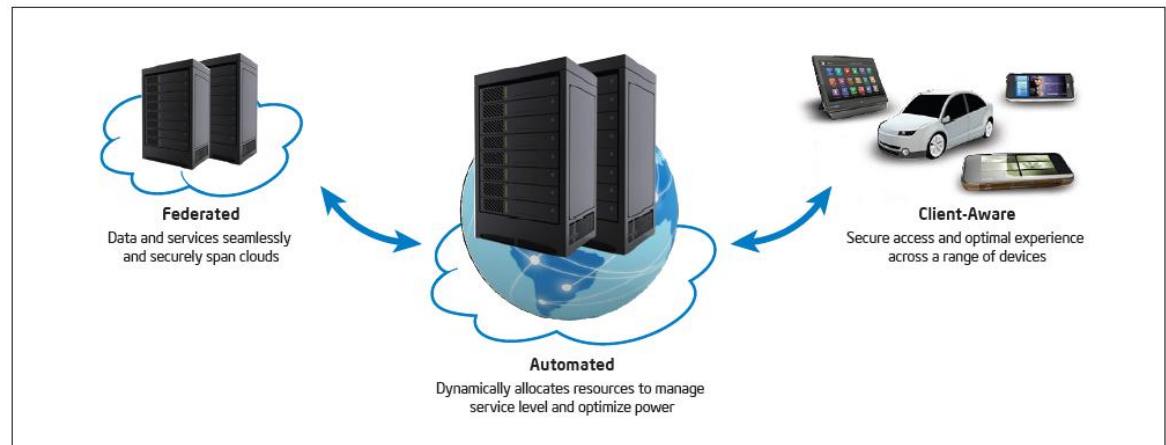 Federated
Data and services seamlessly
and securely span clouds
Automated
Dynamically allocates resources to manage
service level and optimize power
Client-Aware
Secure access and optimal experience
across a range of devices